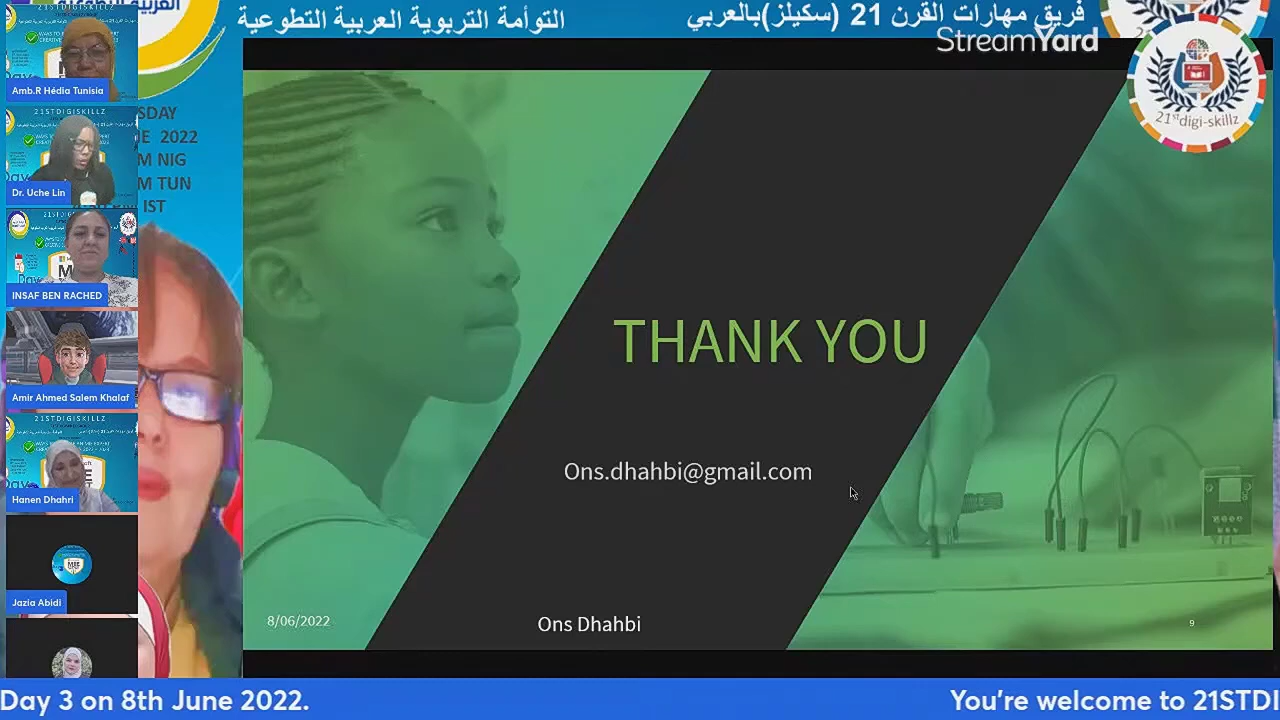 التوأمة التربوية العربية التطوعية
فريق مهارات القرن 21 (سكيلز)بالعربي
StreamYard
21stdigi-skillz
SDAY
E 2022
M NIG
M TUN
IST
Amb.R Hédia Tunisia
21STDIGISKILLZ
Dr. Uche Lin
INSAF BEN RACHED
Amir Ahmed Salem Khalaf
21STDIGISKILLZ
Hanen Dhahri
Jazia Abidi
THANK YOU
Ons.dhahbi@gmail.com
8/06/2022
Ons Dhahbi
9
Day 3 on 8th June 2022.
You're welcome to 21STDI